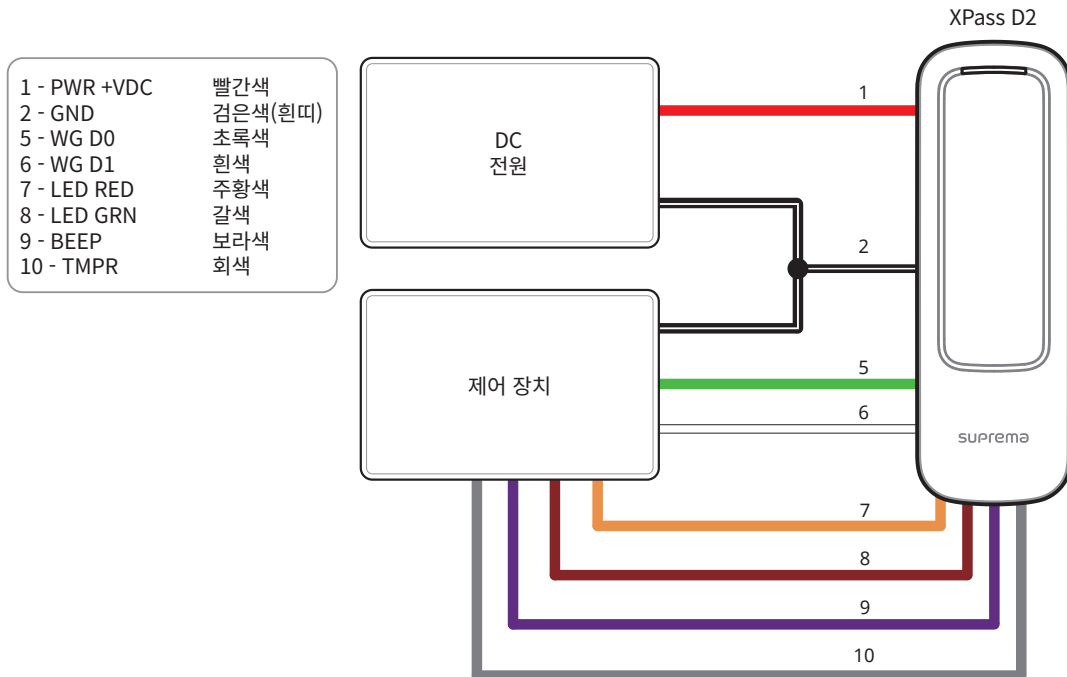 XPass D2
1 - PWR +VDC 빨간색
2 - GND 검은색(흰띠)
5 - WG D0 초록색
6 - WG D1 흰색
7 - LED RED 주황색
8 - LED GRN 갈색
9 - BEEP 보라색
10 - TMPR 회색
DC
전원
1
2
제어 장치
5
6
suprema
7
8
9
10